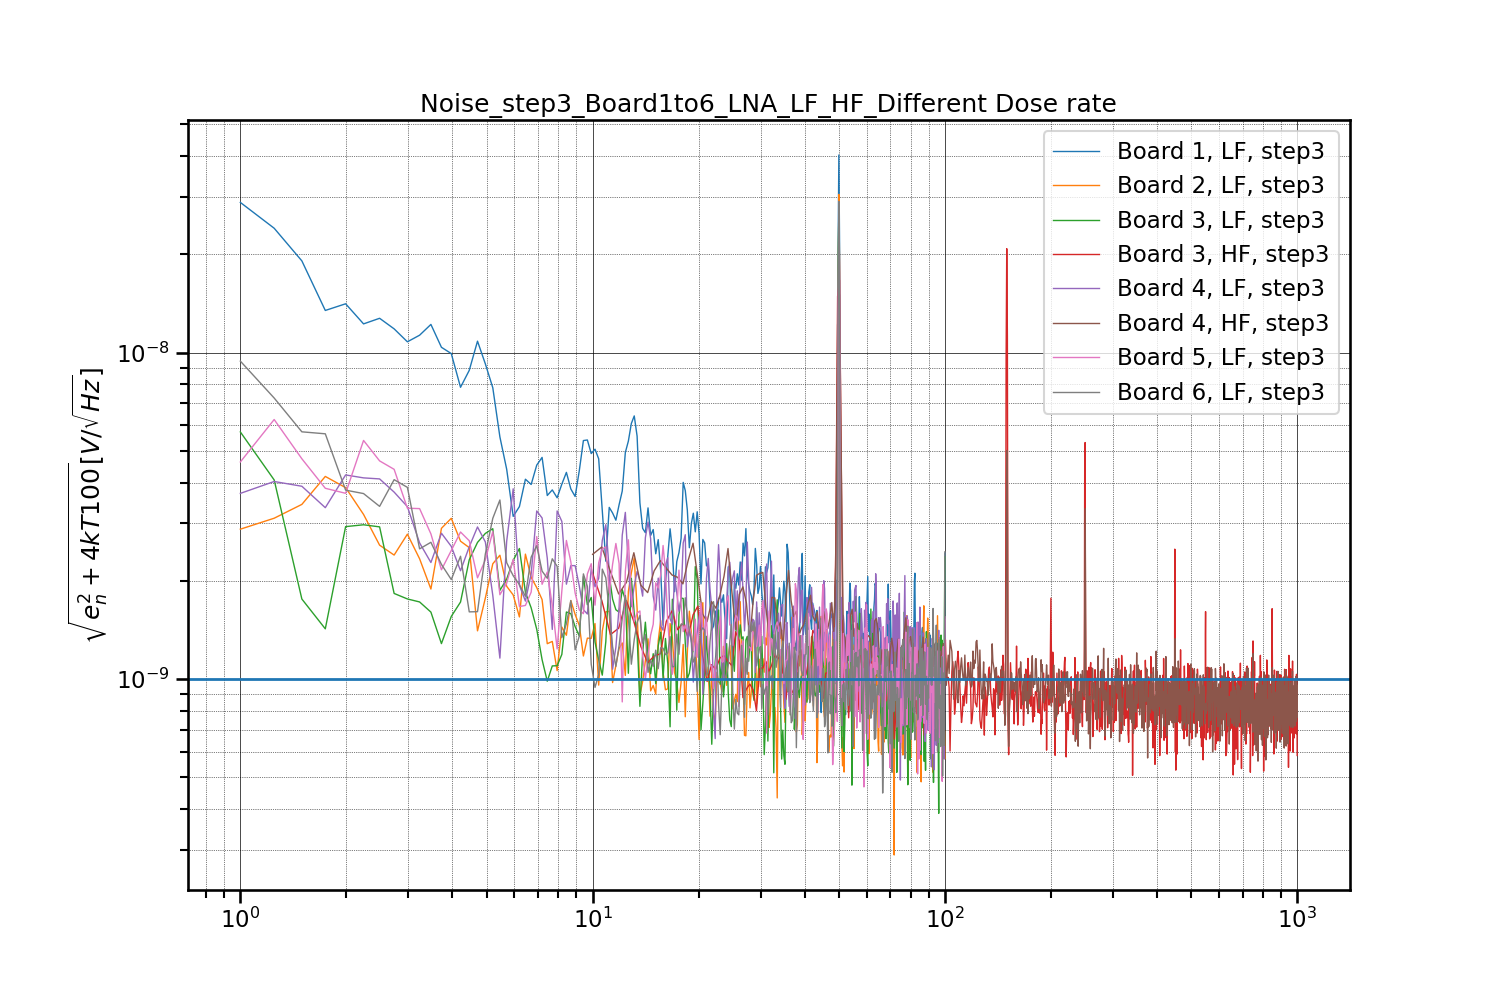 Noise_step3_Board1to6_LNA_LF_HF_Different Dose rate
Board 1, LF, step3
Board 2, LF, step3
Board 3, LF, step3
Board 3, HF, step3
Board 4, LF, step3
Board 4, HF, step3
Board 5, LF, step3
Board 6, LF, step3
√(e_n^2 + 4kT100) [V/√Hz]
10⁻⁸
10⁻⁹
10⁰ 10¹ 10² 10³